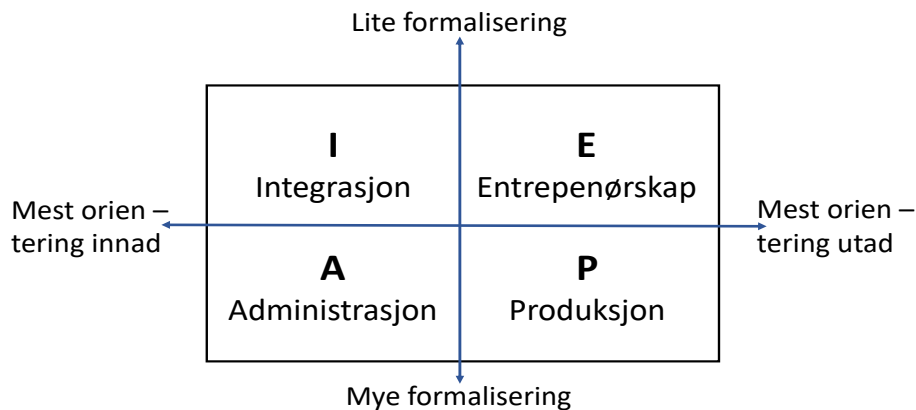 Lite formalisering
I
Integrasjon
E
Entrepenørskap
Mest orien –
tering innad
Mest orien –
tering utad
A
Administrasjon
P
Produksjon
Mye formalisering